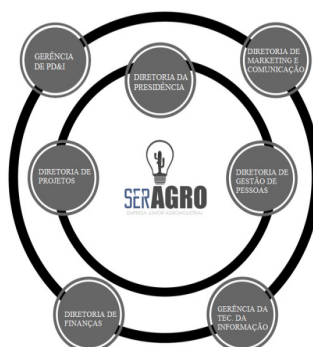 GERÊNCIA
DE PD&I
DIRETORIA DE
MARKETING E
COMUNICAÇÃO
DIRETORIA DA
PRESIDÊNCIA
DIRETORIA DE
PROJETOS
SERAGRO
EMPRESA JÚNIOR AGROINDUSTRIAL
DIRETORIA DE
GESTÃO DE
PESSOAS
DIRETORIA DE
FINANÇAS
GERÊNCIA DA
TEC. DA
INFORMAÇÃO